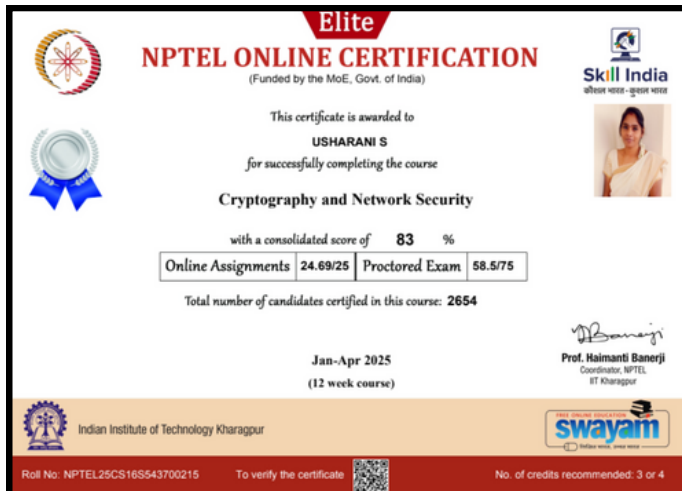 Elite
NPTEL ONLINE CERTIFICATION
(Funded by the MoE, Govt. of India)
Skill India
कौशल भारत - कुशल भारत
This certificate is awarded to
USHARANI S
for successfully completing the course
Cryptography and Network Security
with a consolidated score of 83 %
Online Assignments 24.69/25 Proctored Exam 58.5/75
Total number of candidates certified in this course: 2654
Jan-Apr 2025
(12 week course)
Prof. Haimanti Banerji
Coordinator, NPTEL
IIT Kharagpur
Indian Institute of Technology Kharagpur
FREE ONLINE EDUCATION
swayam
Roll No: NPTEL25CS16S543700215 To verify the certificate No. of credits recommended: 3 or 4